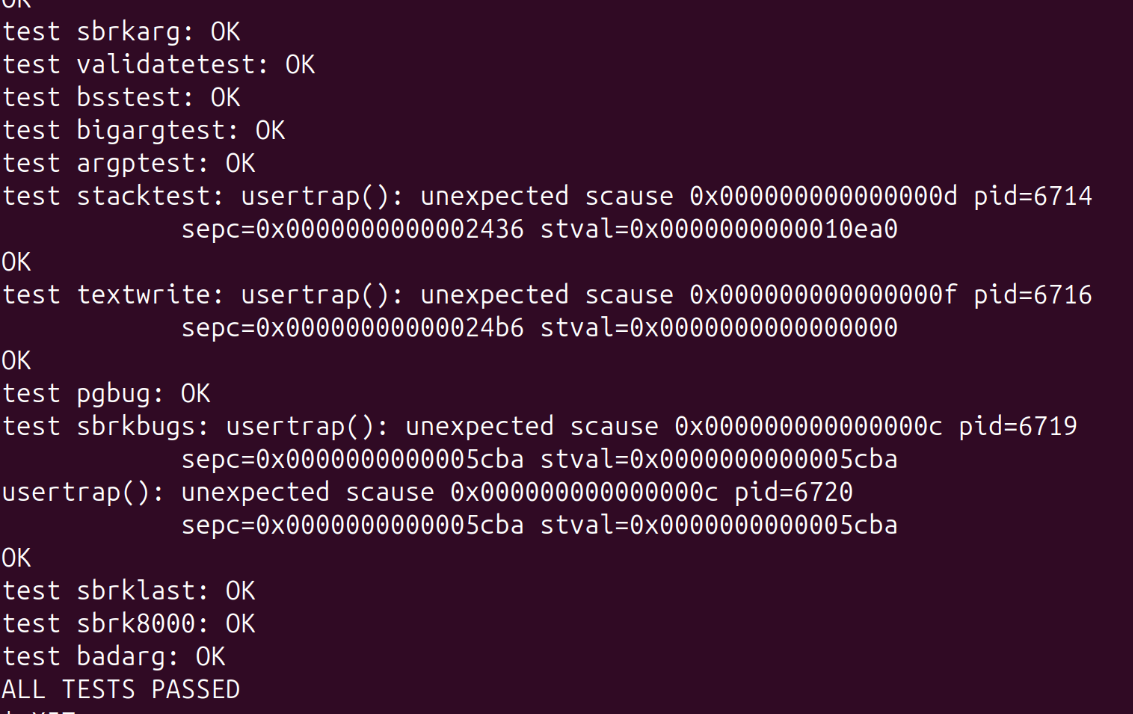 OK
test sbrkarg: OK
test validatetest: OK
test bsstest: OK
test bigargtest: OK
test argptest: OK
test stacktest: usertrap(): unexpected scause 0x000000000000000d pid=6714
            sepc=0x0000000000002436 stval=0x0000000000010ea0
OK
test textwrite: usertrap(): unexpected scause 0x000000000000000f pid=6716
            sepc=0x00000000000024b6 stval=0x0000000000000000
OK
test pgbug: OK
test sbrkbugs: usertrap(): unexpected scause 0x000000000000000c pid=6719
            sepc=0x0000000000005cba stval=0x0000000000005cba
usertrap(): unexpected scause 0x000000000000000c pid=6720
            sepc=0x0000000000005cba stval=0x0000000000005cba
OK
test sbrklast: OK
test sbrk8000: OK
test badarg: OK
ALL TESTS PASSED